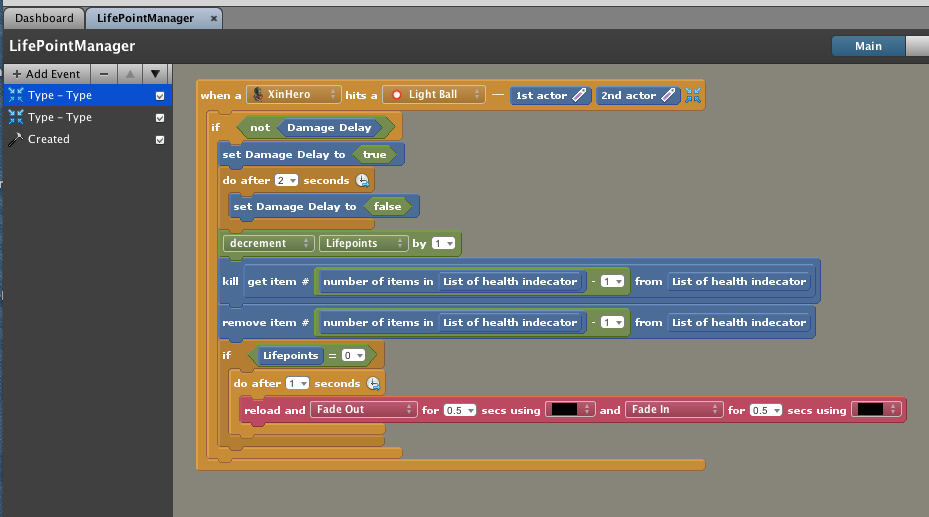 Dashboard LifePointManager ×
LifePointManager Main
+ Add Event − ▲ ▼
Type – Type
Type – Type
Created
when a XinHero hits a Light Ball — 1st actor 2nd actor
if not Damage Delay
set Damage Delay to true
do after 2 seconds
set Damage Delay to false
decrement Lifepoints by 1
kill get item # number of items in List of health indecator - 1 from List of health indecator
remove item # number of items in List of health indecator - 1 from List of health indecator
if Lifepoints = 0
do after 1 seconds
reload and Fade Out for 0.5 secs using and Fade In for 0.5 secs using